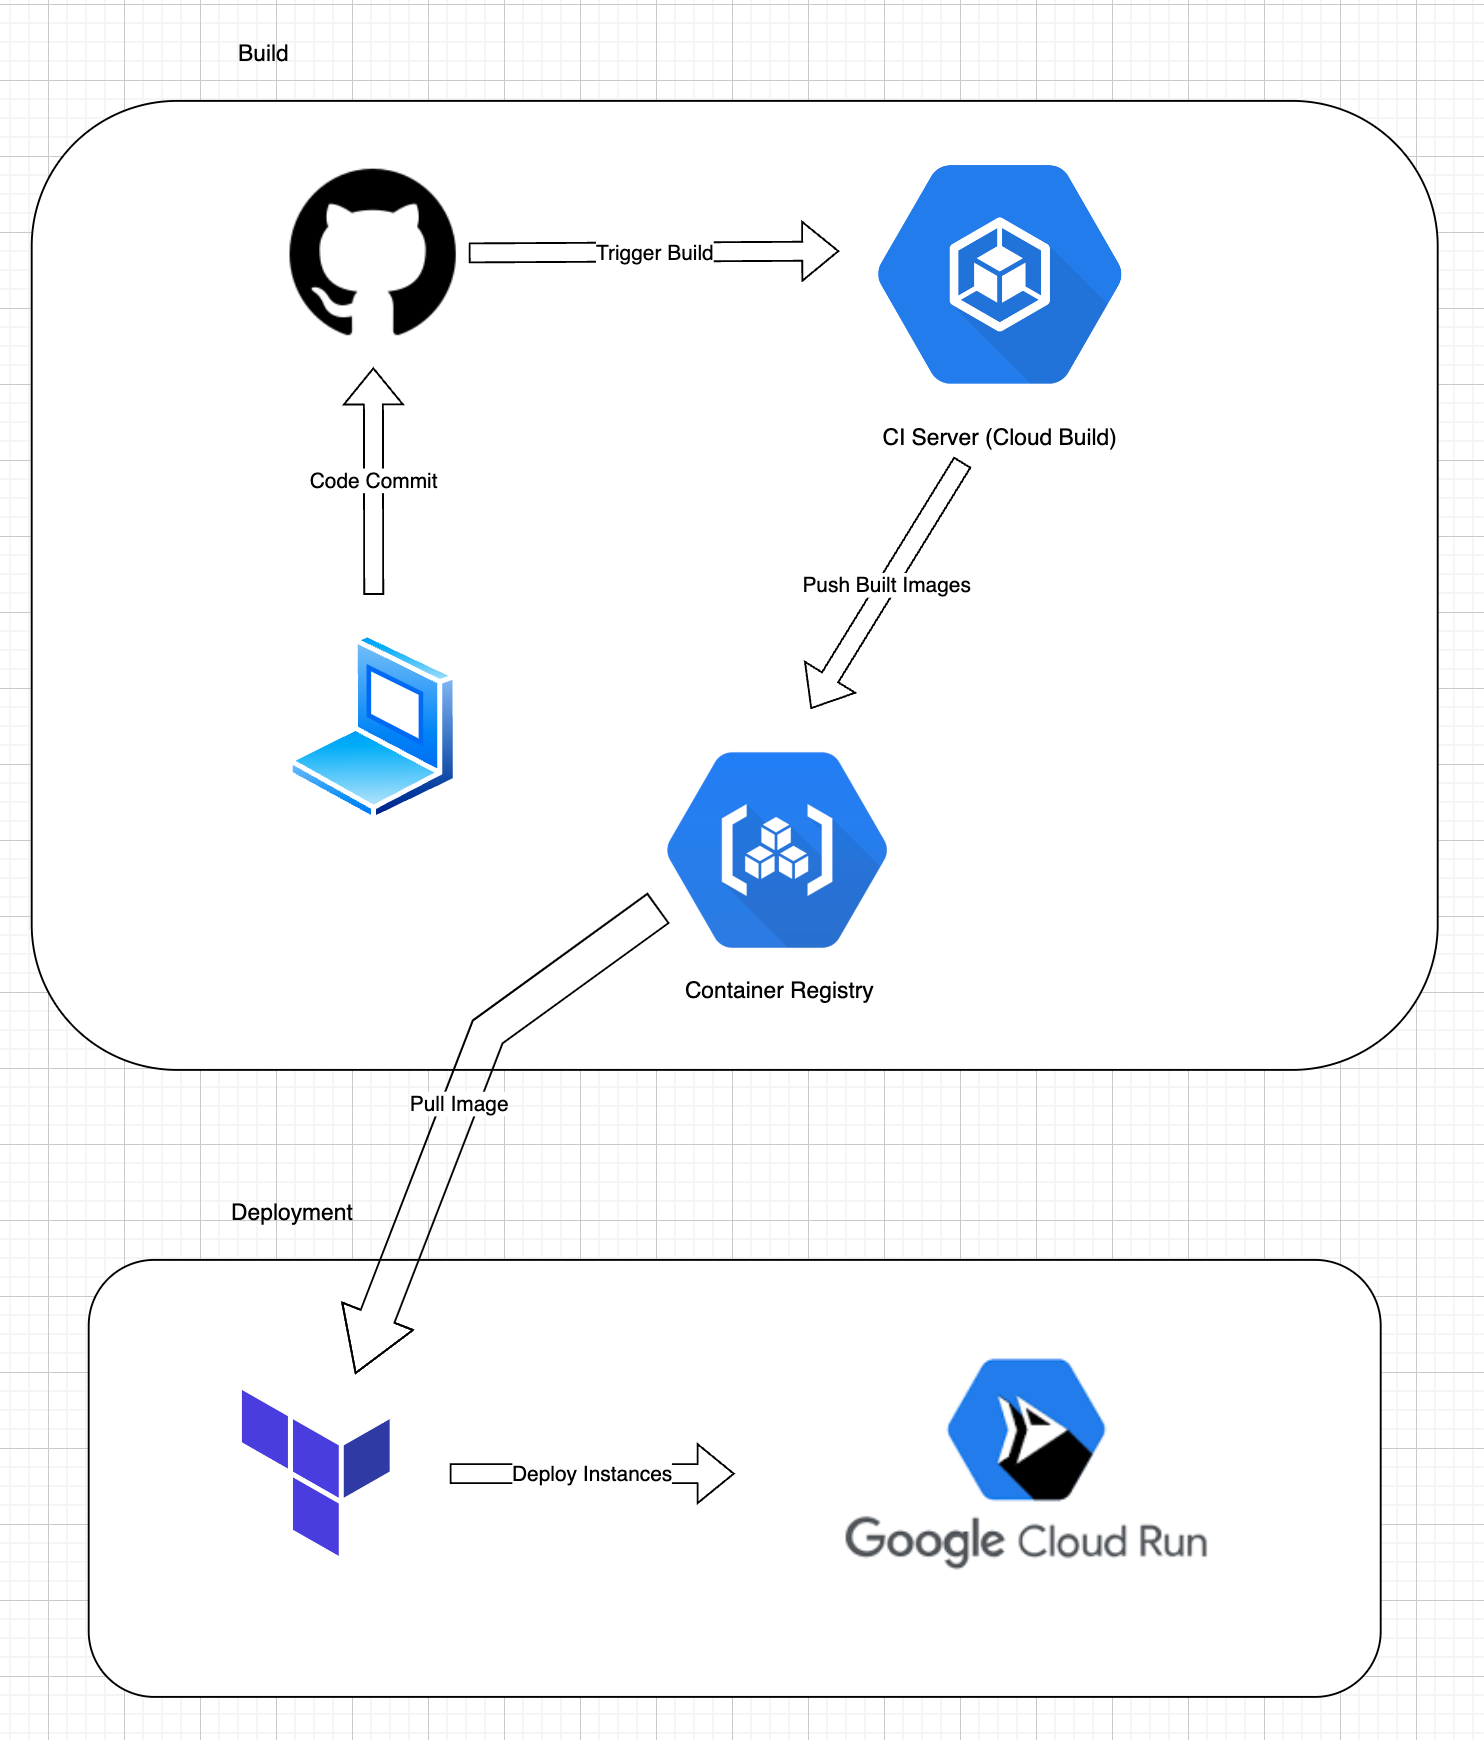 Build
Trigger Build
CI Server (Cloud Build)
Code Commit
Push Built Images
Container Registry
Pull Image
Deployment
Deploy Instances
Google Cloud Run